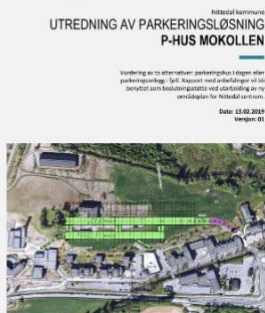 Nittedal kommune
UTREDNING AV PARKERINGSLØSNING
P-HUS MOKOLLEN
Vurdering av to alternativer: parkeringshus i dagen eller
parkeringsanlegg i fjell. Rapport med anbefalinger vil bli
benyttet som beslutningsstøtte ved utarbeiding av ny
områdeplan for Nittedal sentrum.
Dato: 13.02.2019
Versjon: 01